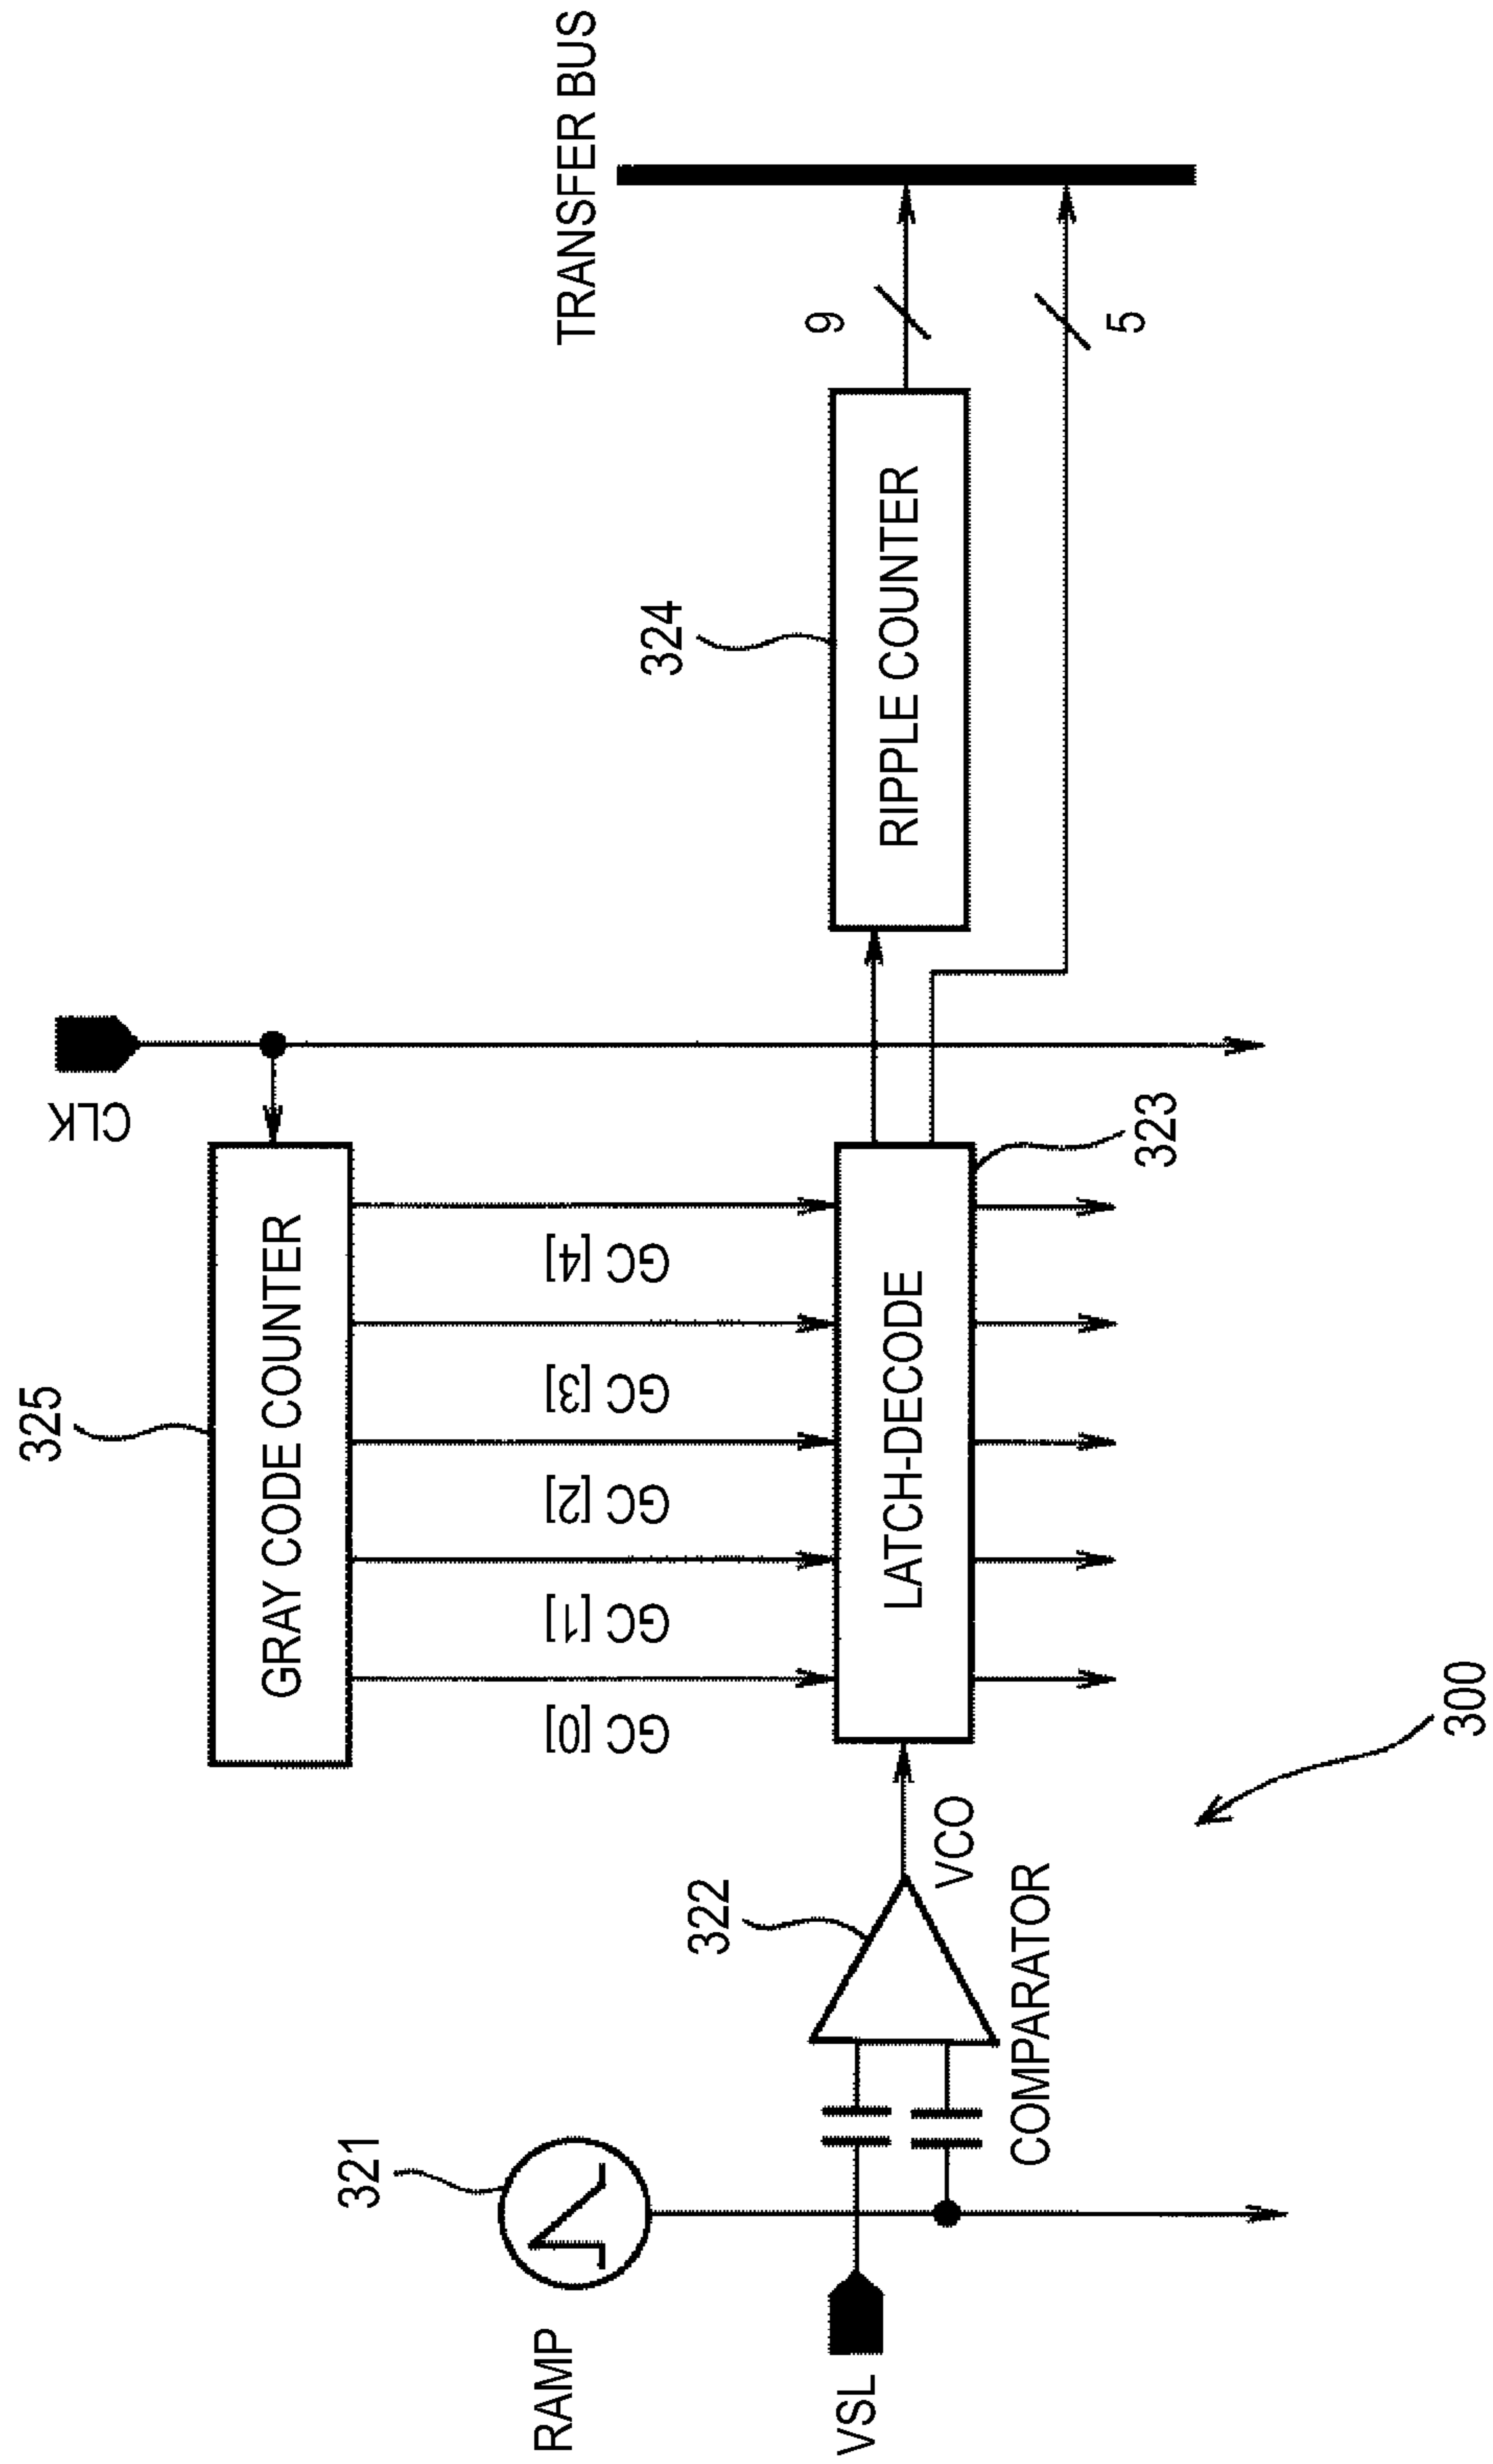 325
GRAY CODE COUNTER
CLK
GC [0]
GC [1]
GC [2]
GC [3]
GC [4]
TRANSFER BUS
RAMP
321
322
324
VSL
VCO
LATCH-DECODE
RIPPLE COUNTER
9
5
COMPARATOR
323
300